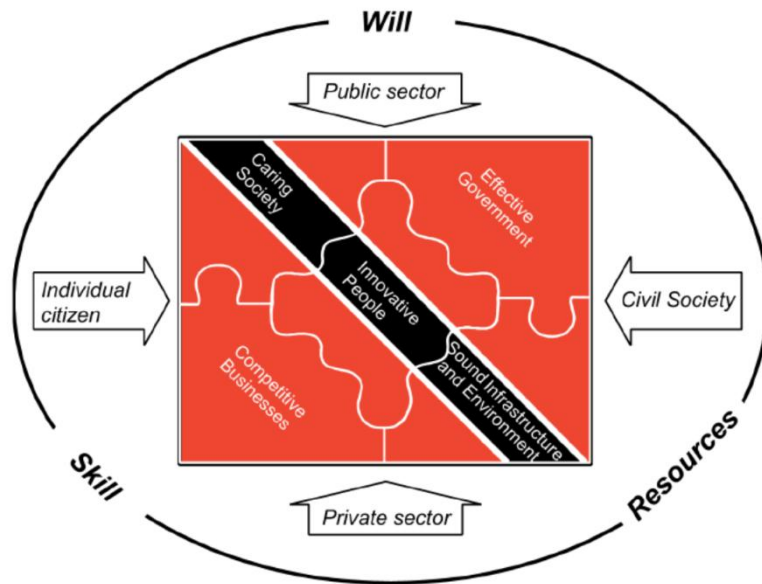 Will
Public sector
Caring
Society
Effective
Government
Individual
citizen
Innovative
People
Civil Society
Competitive
Businesses
Sound Infrastructure
and Environment
Skill
Resources
Private sector